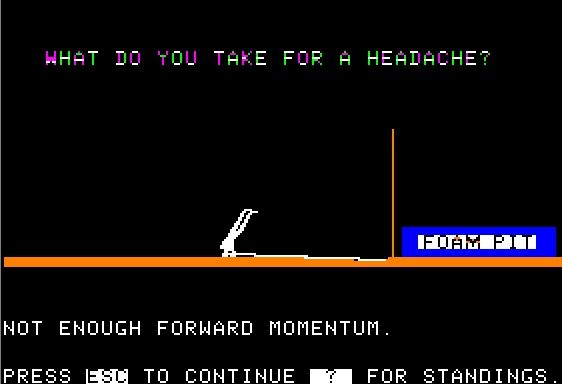 WHAT DO YOU TAKE FOR A HEADACHE?
FOAM PIT
NOT ENOUGH FORWARD MOMENTUM.
PRESS ESC TO CONTINUE ? FOR STANDINGS.